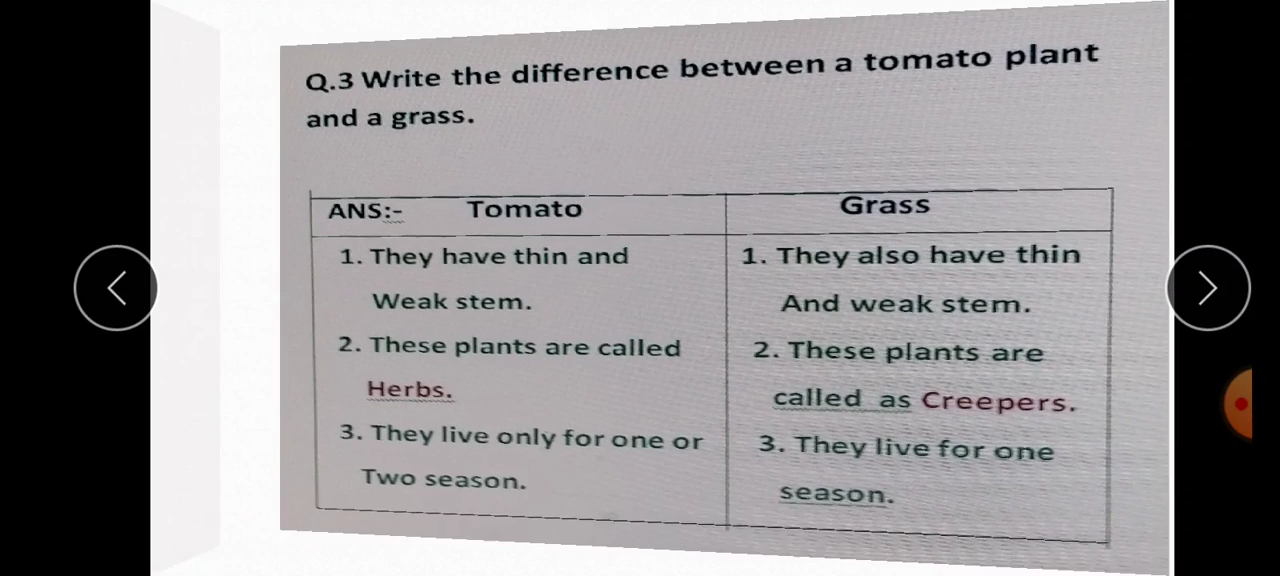 Q.3 Write the difference between a tomato plant
and a grass.
ANS:- Tomato
1. They have thin and
Weak stem.
2. These plants are called
Herbs.
3. They live only for one or
Two season.
Grass
1. They also have thin
And weak stem.
2. These plants are
called as Creepers.
3. They live for one
season.